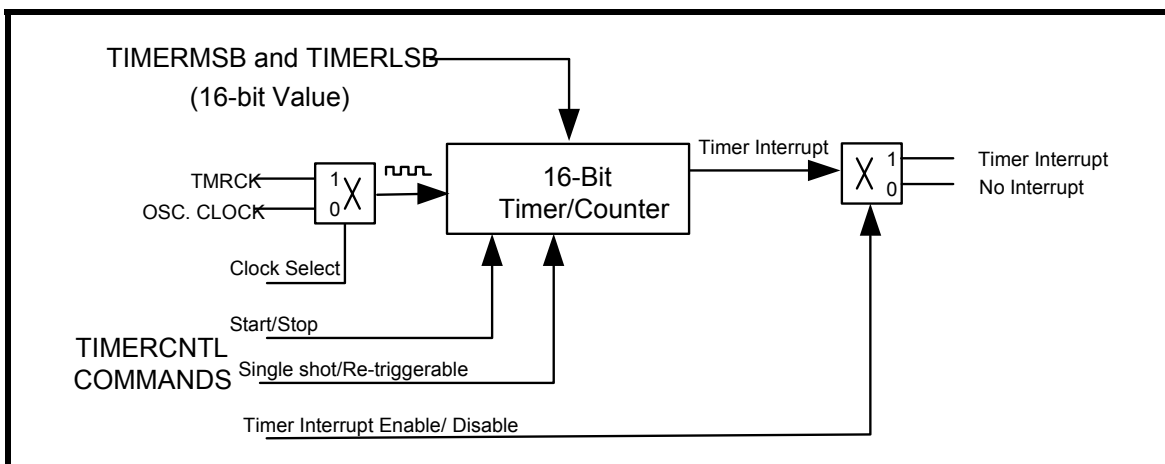 TIMERMSB and TIMERLSB
(16-bit Value)
TMRCK
OSC. CLOCK
1
0
Clock Select
16-Bit
Timer/Counter
Timer Interrupt
1
0
Timer Interrupt
No Interrupt
Start/Stop
TIMERCNTL
COMMANDS
Single shot/Re-triggerable
Timer Interrupt Enable/ Disable